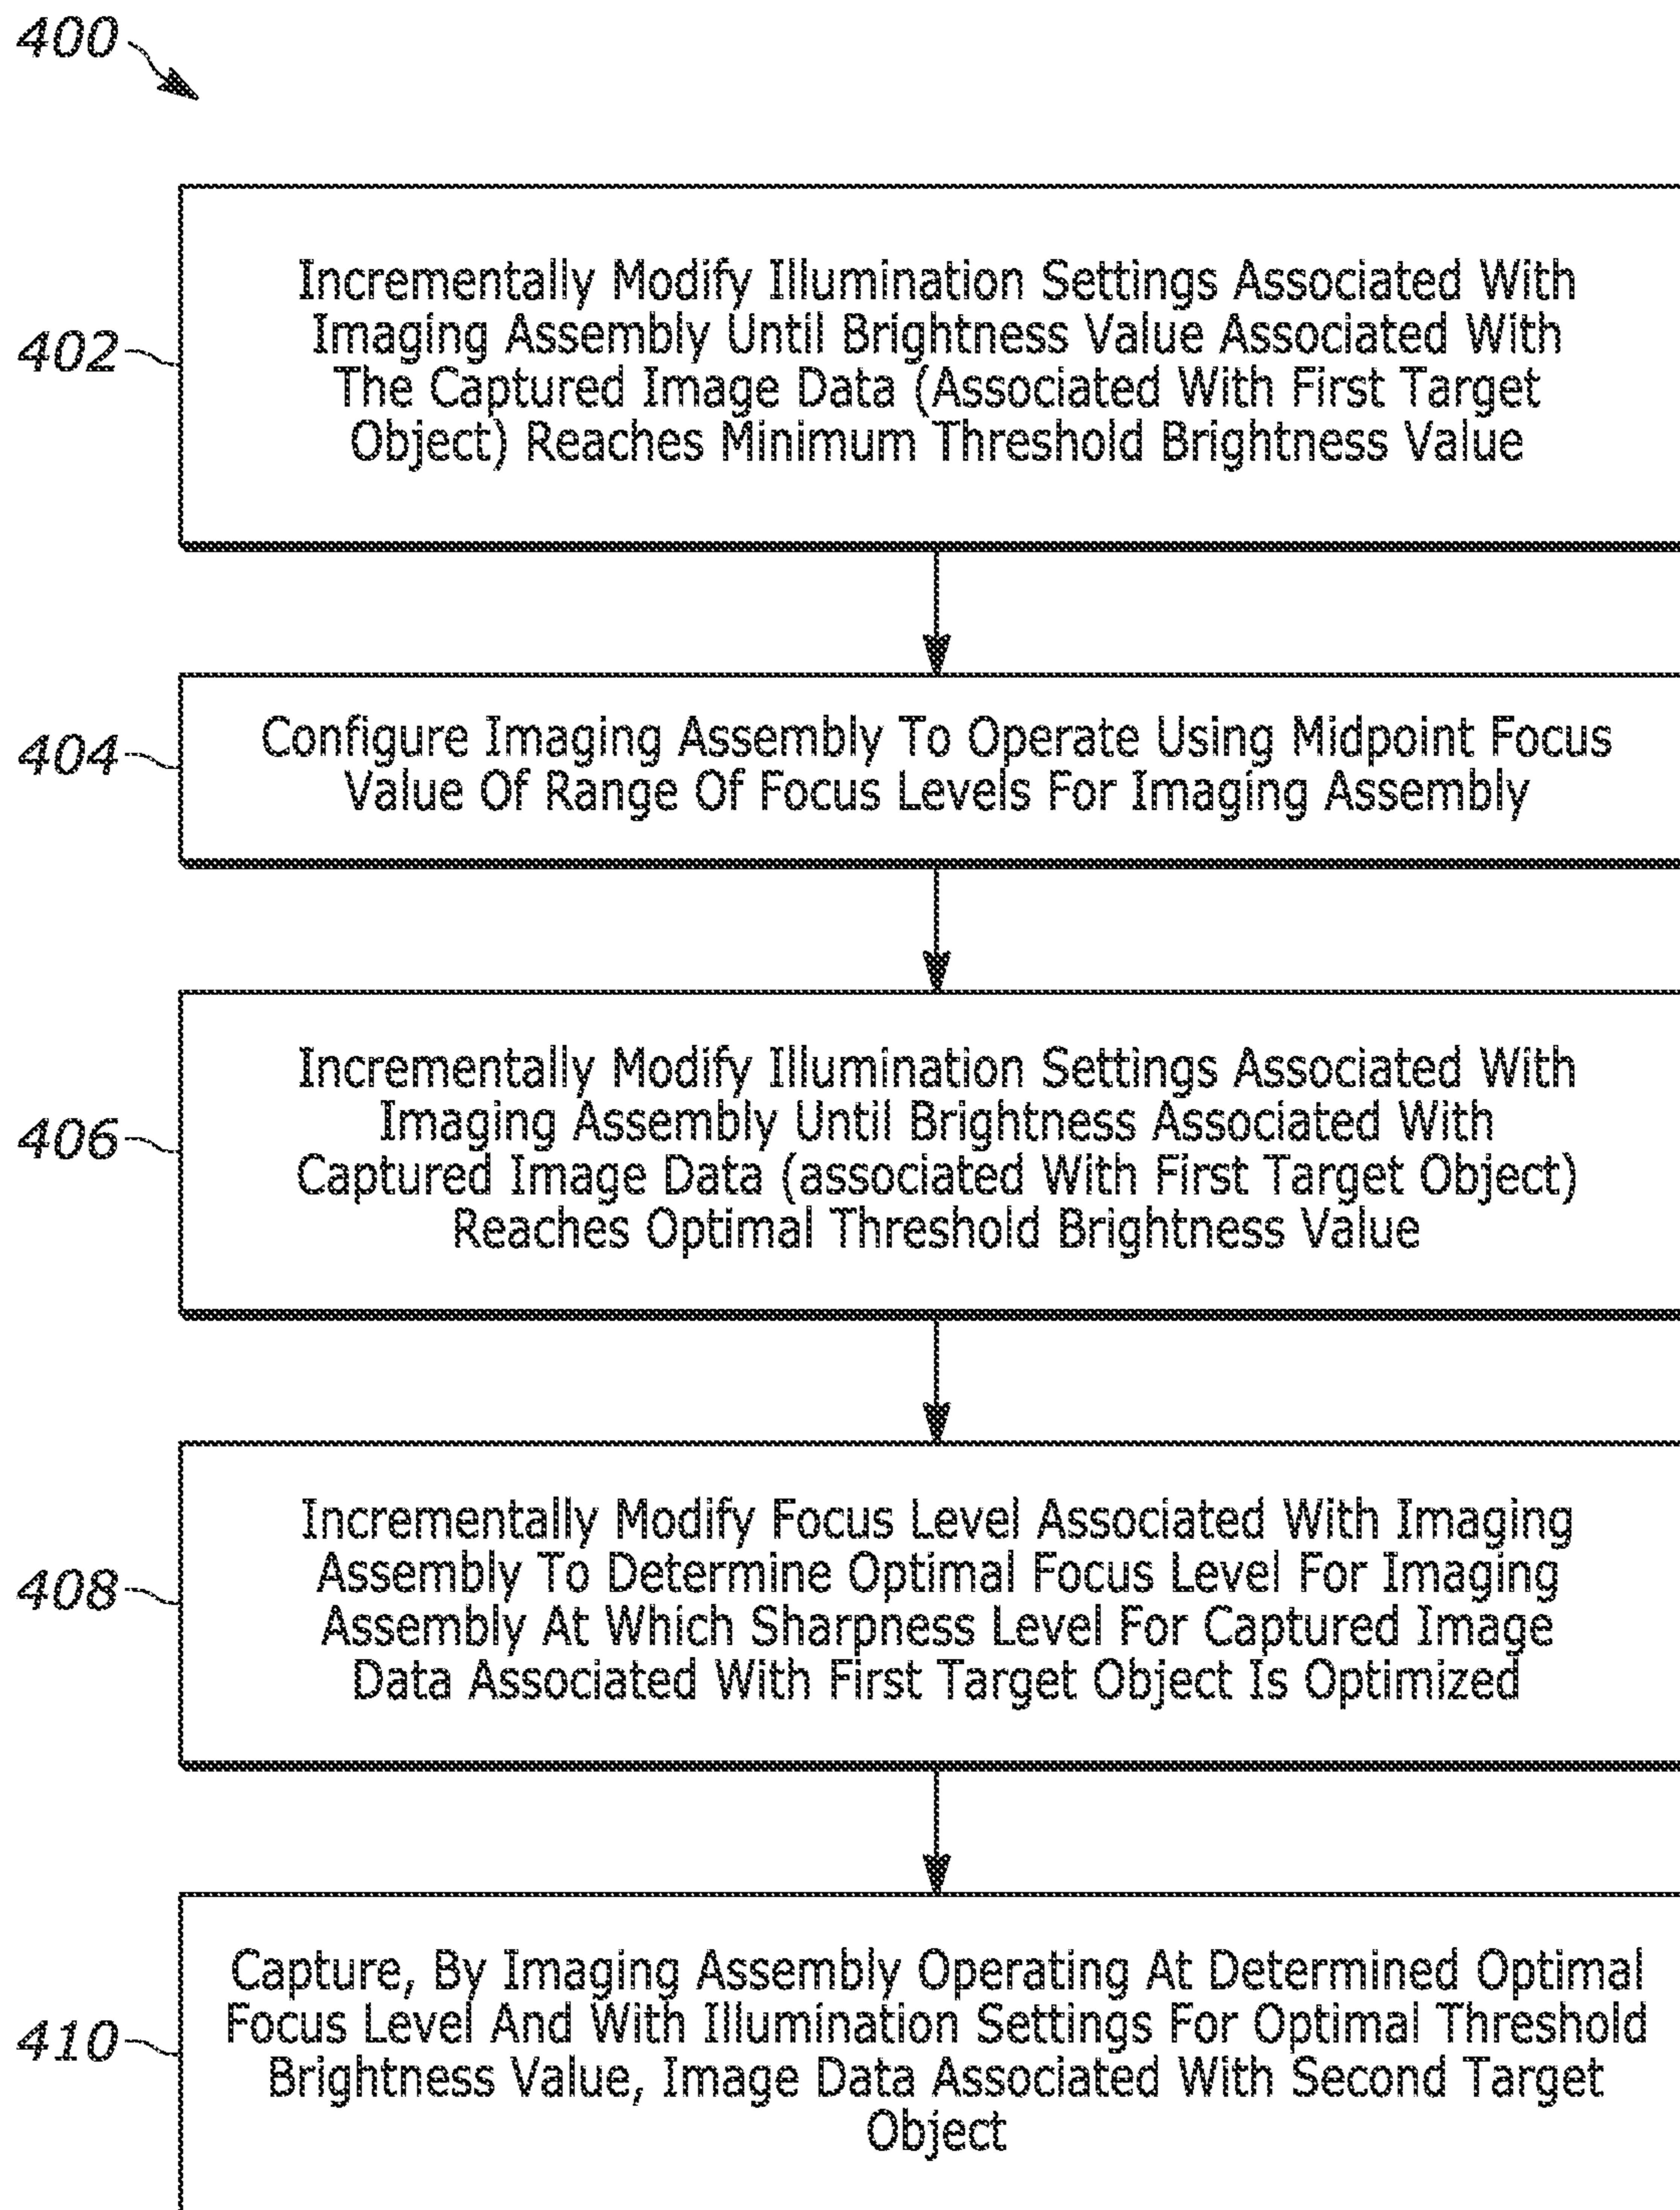 400
402
Incrementally Modify Illumination Settings Associated With
Imaging Assembly Until Brightness Value Associated With
The Captured Image Data (Associated With First Target
Object) Reaches Minimum Threshold Brightness Value
404
Configure Imaging Assembly To Operate Using Midpoint Focus
Value Of Range Of Focus Levels For Imaging Assembly
406
Incrementally Modify Illumination Settings Associated With
Imaging Assembly Until Brightness Associated With
Captured Image Data (associated With First Target Object)
Reaches Optimal Threshold Brightness Value
408
Incrementally Modify Focus Level Associated With Imaging
Assembly To Determine Optimal Focus Level For Imaging
Assembly At Which Sharpness Level For Captured Image
Data Associated With First Target Object Is Optimized
410
Capture, By Imaging Assembly Operating At Determined Optimal
Focus Level And With Illumination Settings For Optimal Threshold
Brightness Value, Image Data Associated With Second Target
Object